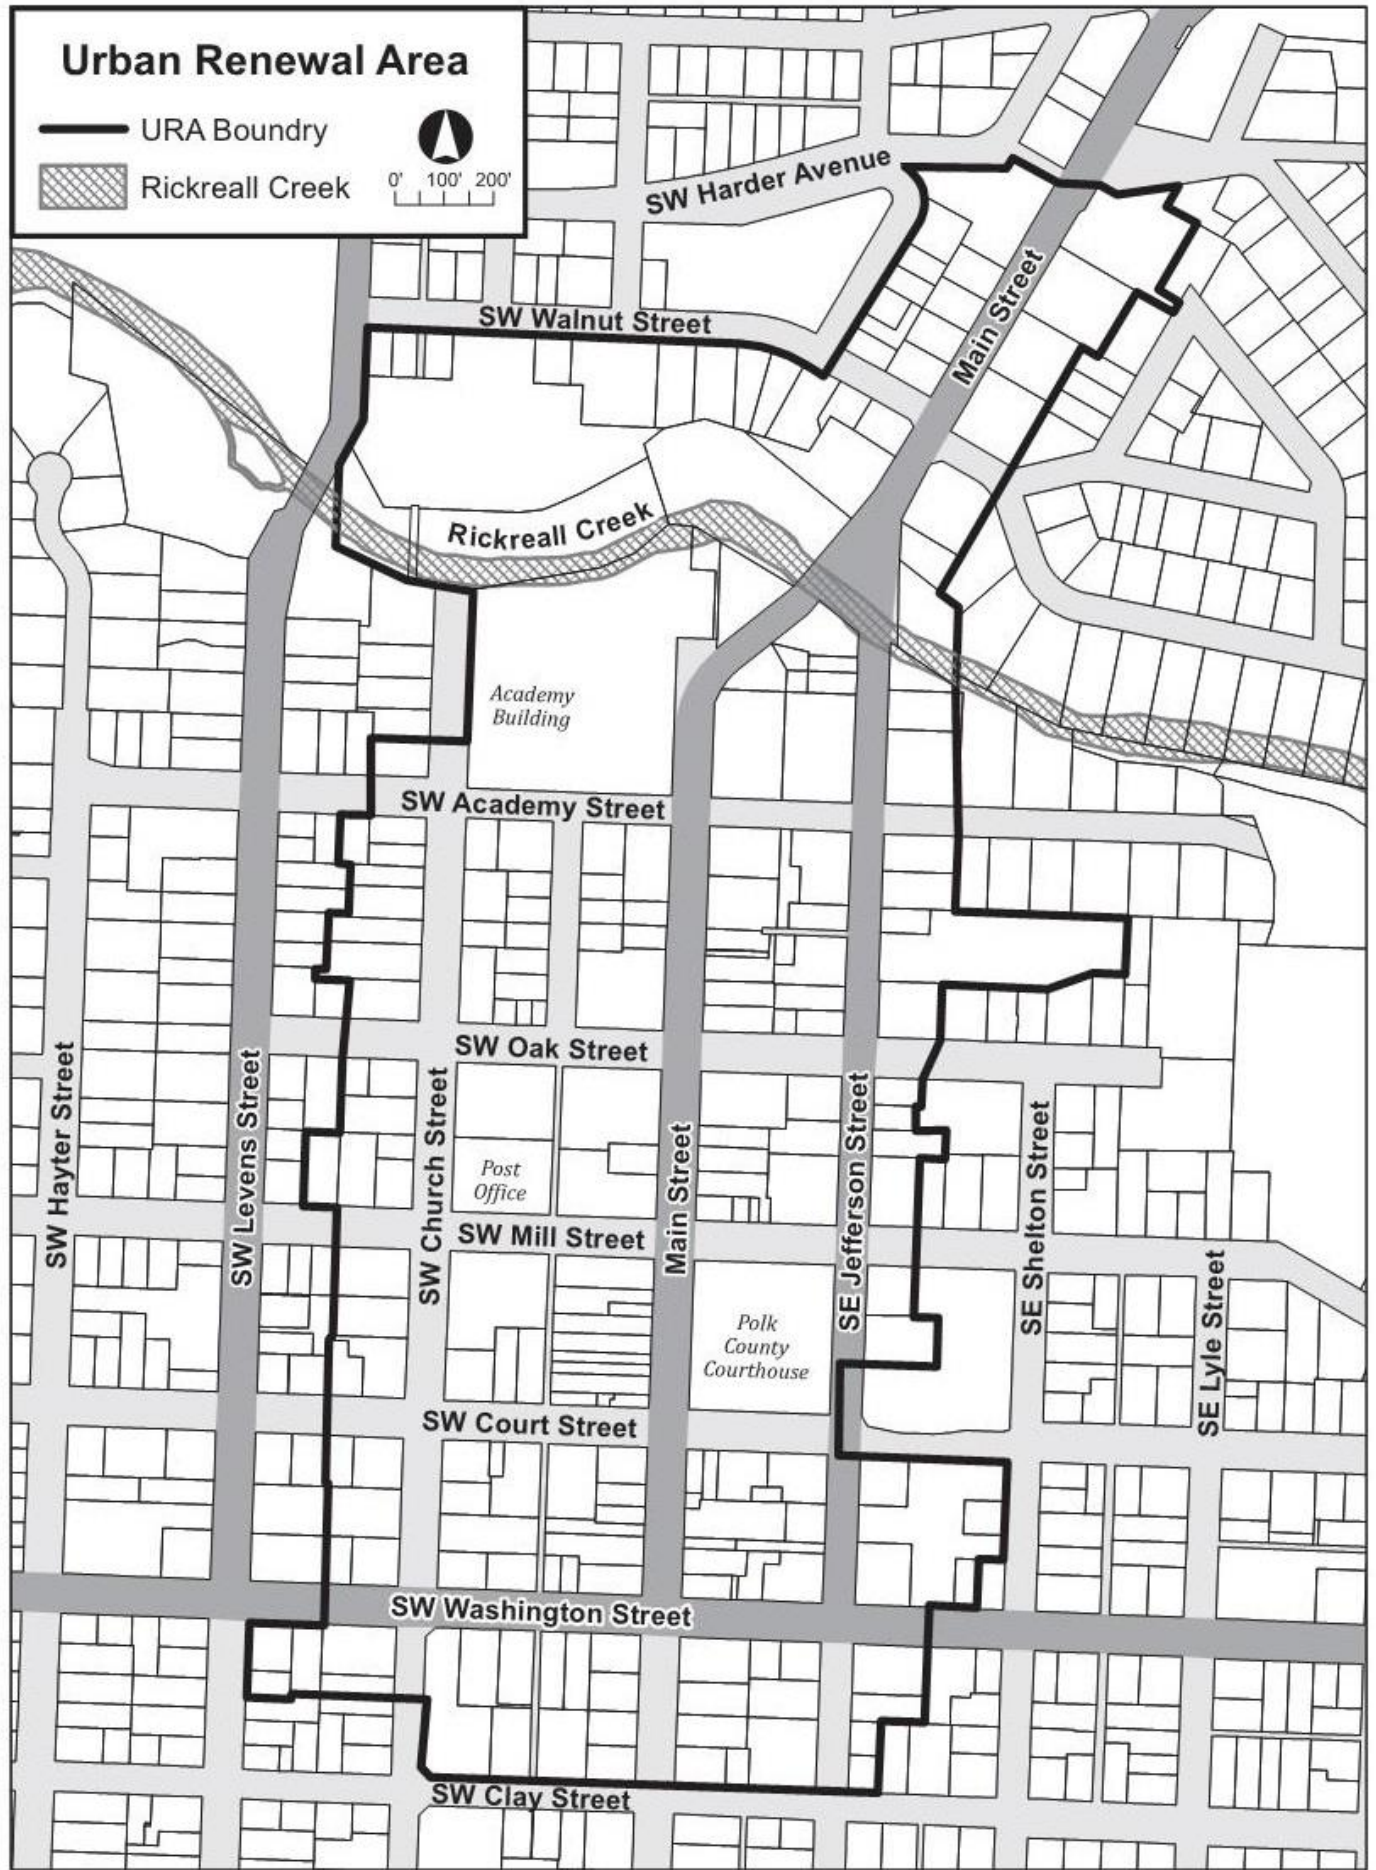 Urban Renewal Area
URA Boundry
Rickreall Creek
0' 100' 200'
SW Harder Avenue
SW Walnut Street
Main Street
Rickreall Creek
Academy
Building
SW Academy Street
SW Oak Street
SW Hayter Street
SW Levens Street
SW Church Street
Post
Office
Main Street
SE Jefferson Street
SE Shelton Street
SW Mill Street
SE Lyle Street
Polk
County
Courthouse
SW Court Street
SW Washington Street
SW Clay Street